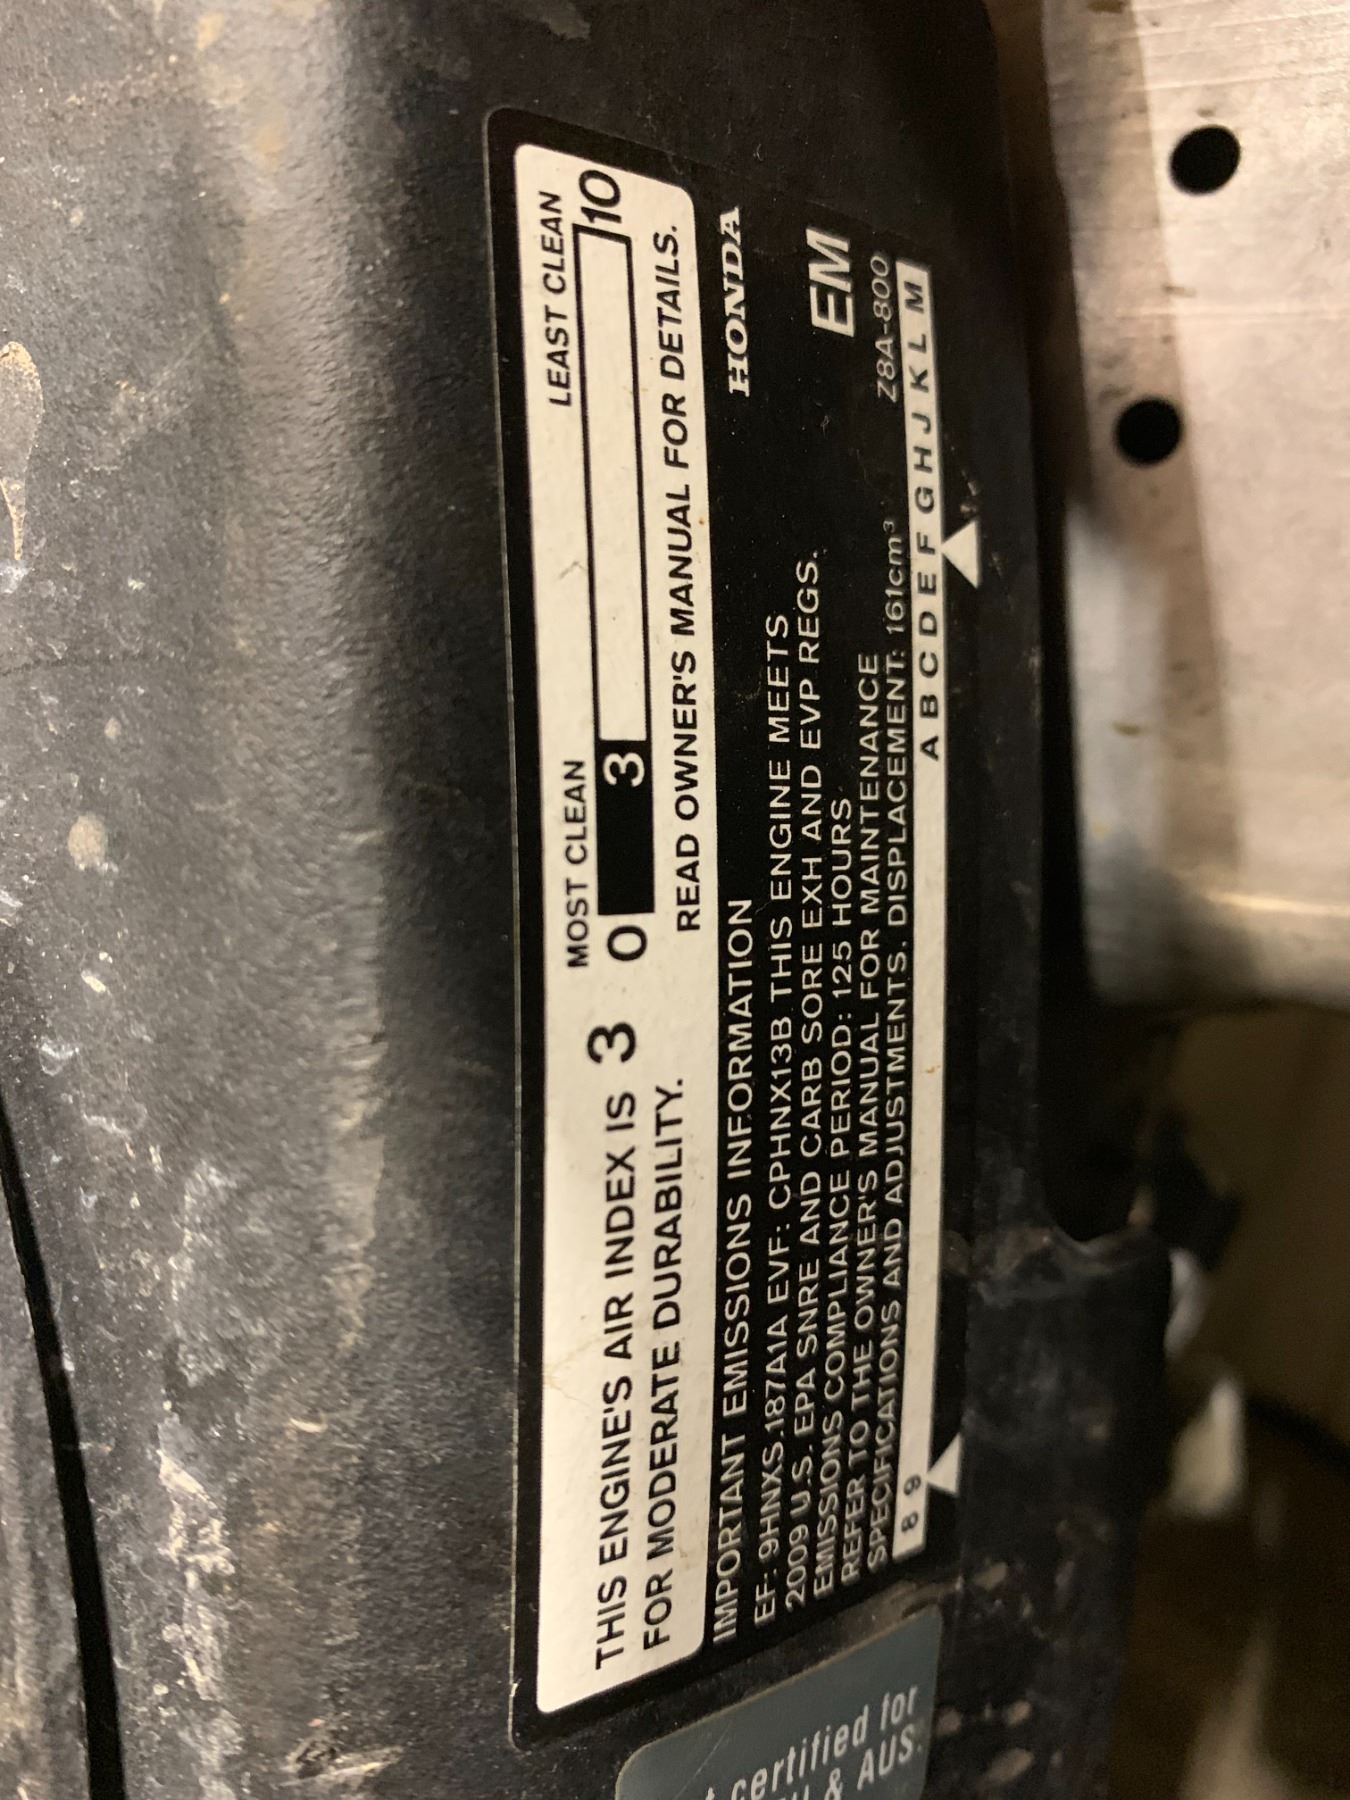 THIS ENGINE'S AIR INDEX IS 3
FOR MODERATE DURABILITY.
MOST CLEAN LEAST CLEAN
0 3 10
READ OWNER'S MANUAL FOR DETAILS.
IMPORTANT EMISSIONS INFORMATION
HONDA
EF: 9HNXS.187A1A EVF: CPHNX13B THIS ENGINE MEETS
2009 U.S. EPA SNRE AND CARB SORE EXH AND EVP REGS.
EMISSIONS COMPLIANCE PERIOD: 125 HOURS
EM
REFER TO THE OWNER'S MANUAL FOR MAINTENANCE
SPECIFICATIONS AND ADJUSTMENTS. DISPLACEMENT: 161cm³
Z8A-800
8 9 A B C D E F G H J K L M
certified for
& AUS.